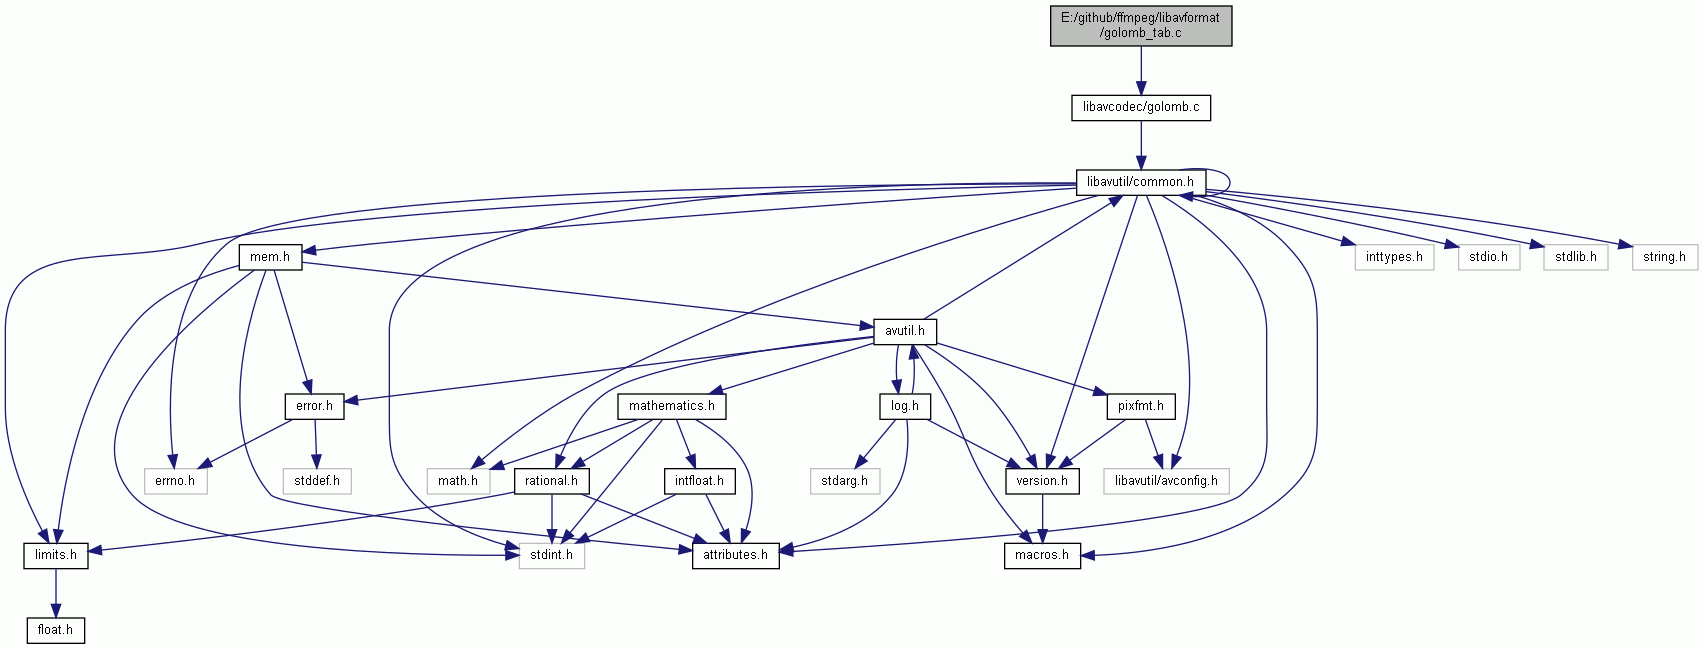 E:/github/ffmpeg/libavformat
/golomb_tab.c
libavcodec/golomb.c
libavutil/common.h
mem.h
inttypes.h
stdio.h
stdlib.h
string.h
avutil.h
error.h
mathematics.h
log.h
pixfmt.h
errno.h
stddef.h
math.h
rational.h
intfloat.h
stdarg.h
version.h
libavutil/avconfig.h
limits.h
stdint.h
attributes.h
macros.h
float.h